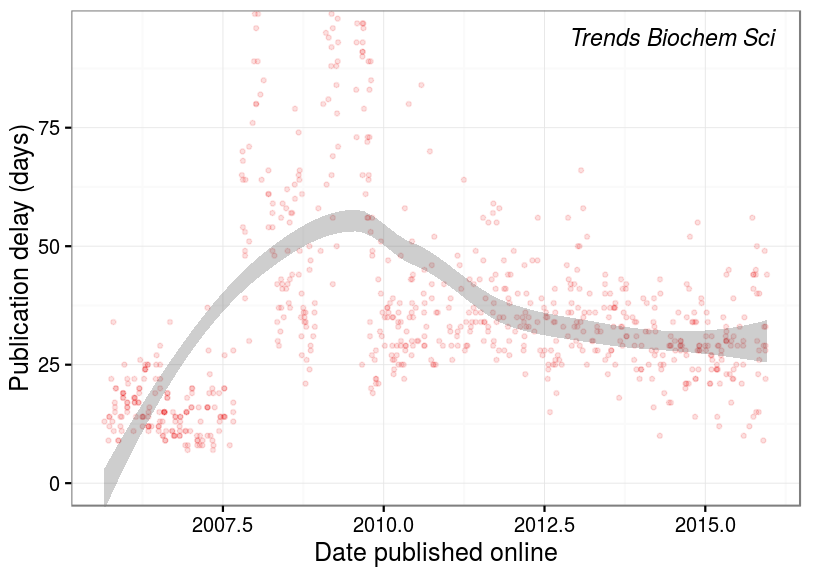 Trends Biochem Sci
Publication delay (days)
75
50
25
0
2007.5 2010.0 2012.5 2015.0
Date published online